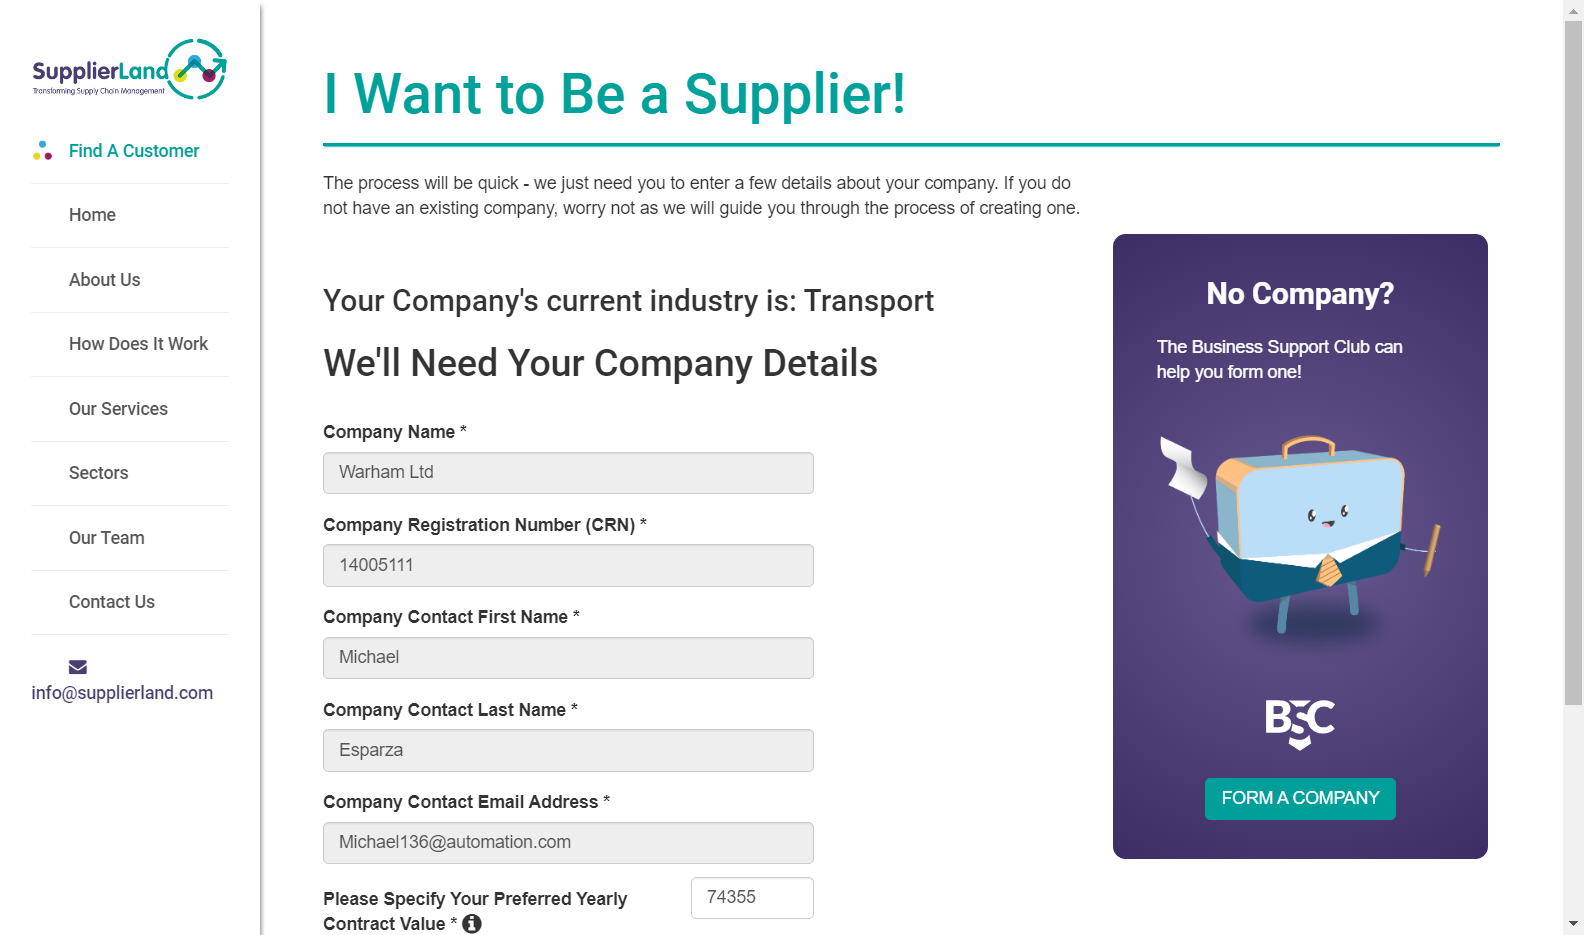 SupplierLand
Transforming Supply Chain Management
Find A Customer
Home
About Us
How Does It Work
Our Services
Sectors
Our Team
Contact Us
info@supplierland.com
I Want to Be a Supplier!
The process will be quick - we just need you to enter a few details about your company. If you do
not have an existing company, worry not as we will guide you through the process of creating one.
Your Company's current industry is: Transport
We'll Need Your Company Details
Company Name *
Warham Ltd
Company Registration Number (CRN) *
14005111
Company Contact First Name *
Michael
Company Contact Last Name *
Esparza
Company Contact Email Address *
Michael136@automation.com
Please Specify Your Preferred Yearly
Contract Value *
74355
No Company?
The Business Support Club can
help you form one!
BSC
FORM A COMPANY